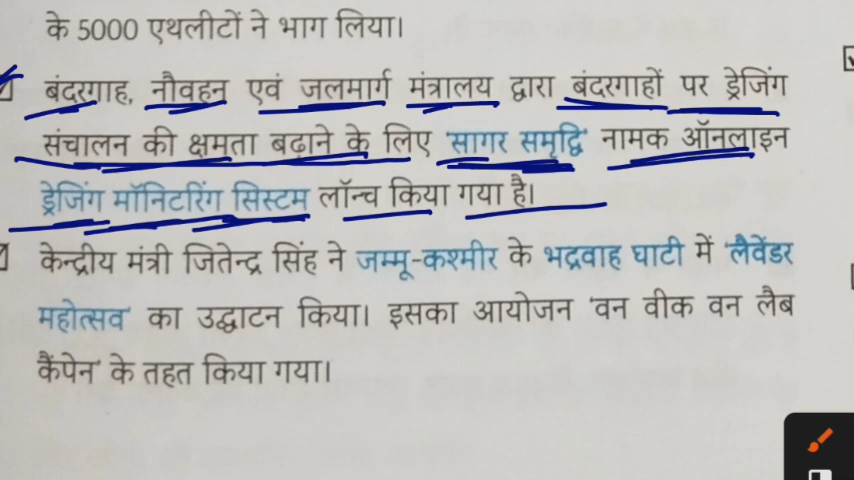 के 5000 एथलीटों ने भाग लिया।
बंदरगाह, नौवहन एवं जलमार्ग मंत्रालय द्वारा बंदरगाहों पर ड्रेजिंग
संचालन की क्षमता बढ़ाने के लिए 'सागर समृद्धि' नामक ऑनलाइन
ड्रेजिंग मॉनिटरिंग सिस्टम लॉन्च किया गया है।
केन्द्रीय मंत्री जितेन्द्र सिंह ने जम्मू-कश्मीर के भद्रवाह घाटी में 'लैवेंडर
महोत्सव' का उद्घाटन किया। इसका आयोजन 'वन वीक वन लैब
कैंपेन' के तहत किया गया।